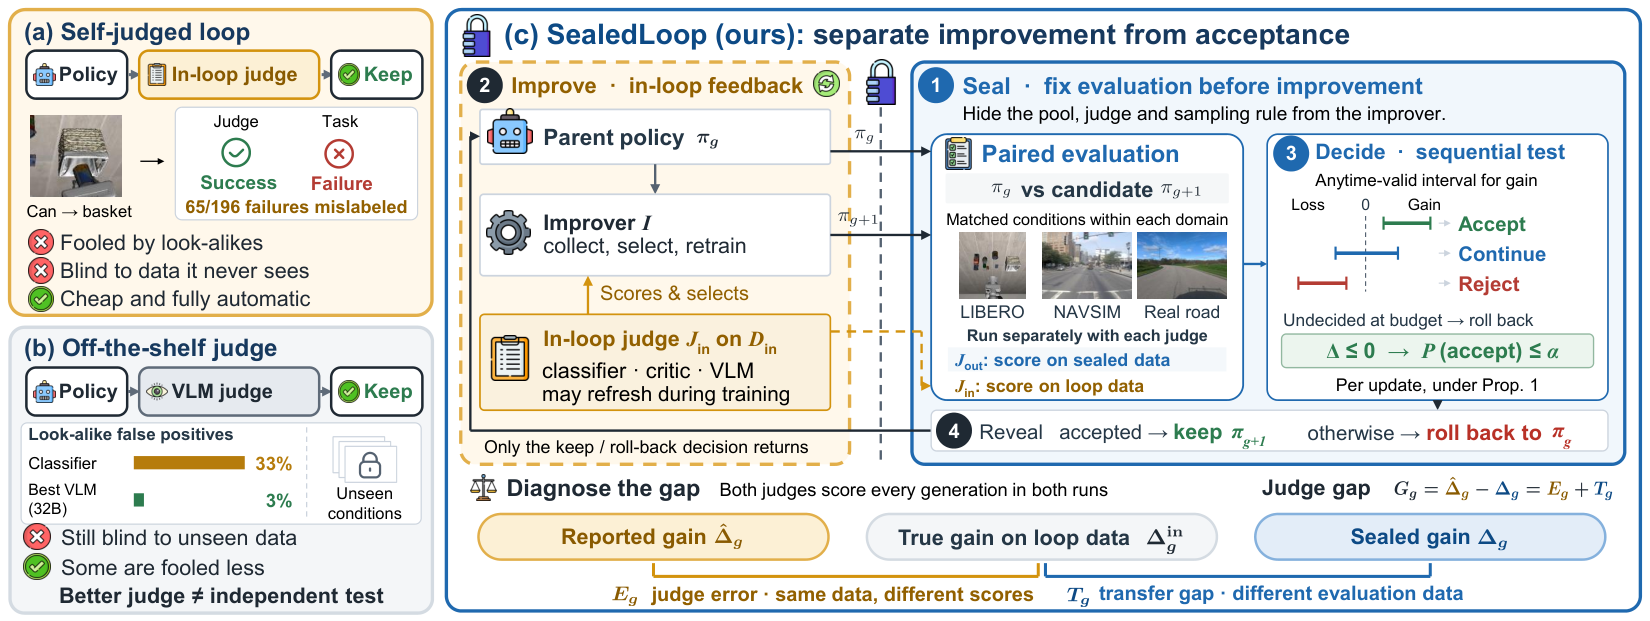 (a) Self-judged loop
Policy
In-loop judge
Keep
Judge
Task
Success
Failure
65/196 failures mislabeled
Can → basket
Fooled by look-alikes
Blind to data it never sees
Cheap and fully automatic
(b) Off-the-shelf judge
Policy
VLM judge
Keep
Look-alike false positives
Classifier
33%
Best VLM
(32B)
3%
Unseen
conditions
Still blind to unseen data
Some are fooled less
Better judge ≠ independent test
(c) SealedLoop (ours): separate improvement from acceptance
2 Improve · in-loop feedback
Parent policy π_g
Improver I
collect, select, retrain
Scores & selects
In-loop judge J_in on D_in
classifier · critic · VLM
may refresh during training
Only the keep / roll-back decision returns
π_g
π_{g+1}
1 Seal · fix evaluation before improvement
Hide the pool, judge and sampling rule from the improver.
Paired evaluation
π_g vs candidate π_{g+1}
Matched conditions within each domain
LIBERO
NAVSIM
Real road
Run separately with each judge
J_out: score on sealed data
J_in: score on loop data
3 Decide · sequential test
Anytime-valid interval for gain
Loss
0
Gain
Accept
Continue
Reject
Undecided at budget → roll back
Δ ≤ 0 → P (accept) ≤ α
Per update, under Prop. 1
4 Reveal accepted → keep π_{g+1} otherwise → roll back to π_g
Diagnose the gap Both judges score every generation in both runs
Judge gap G_g = Δ̂_g − Δ_g = E_g + T_g
Reported gain Δ̂_g
True gain on loop data Δ_g^in
Sealed gain Δ_g
E_g judge error · same data, different scores
T_g transfer gap · different evaluation data